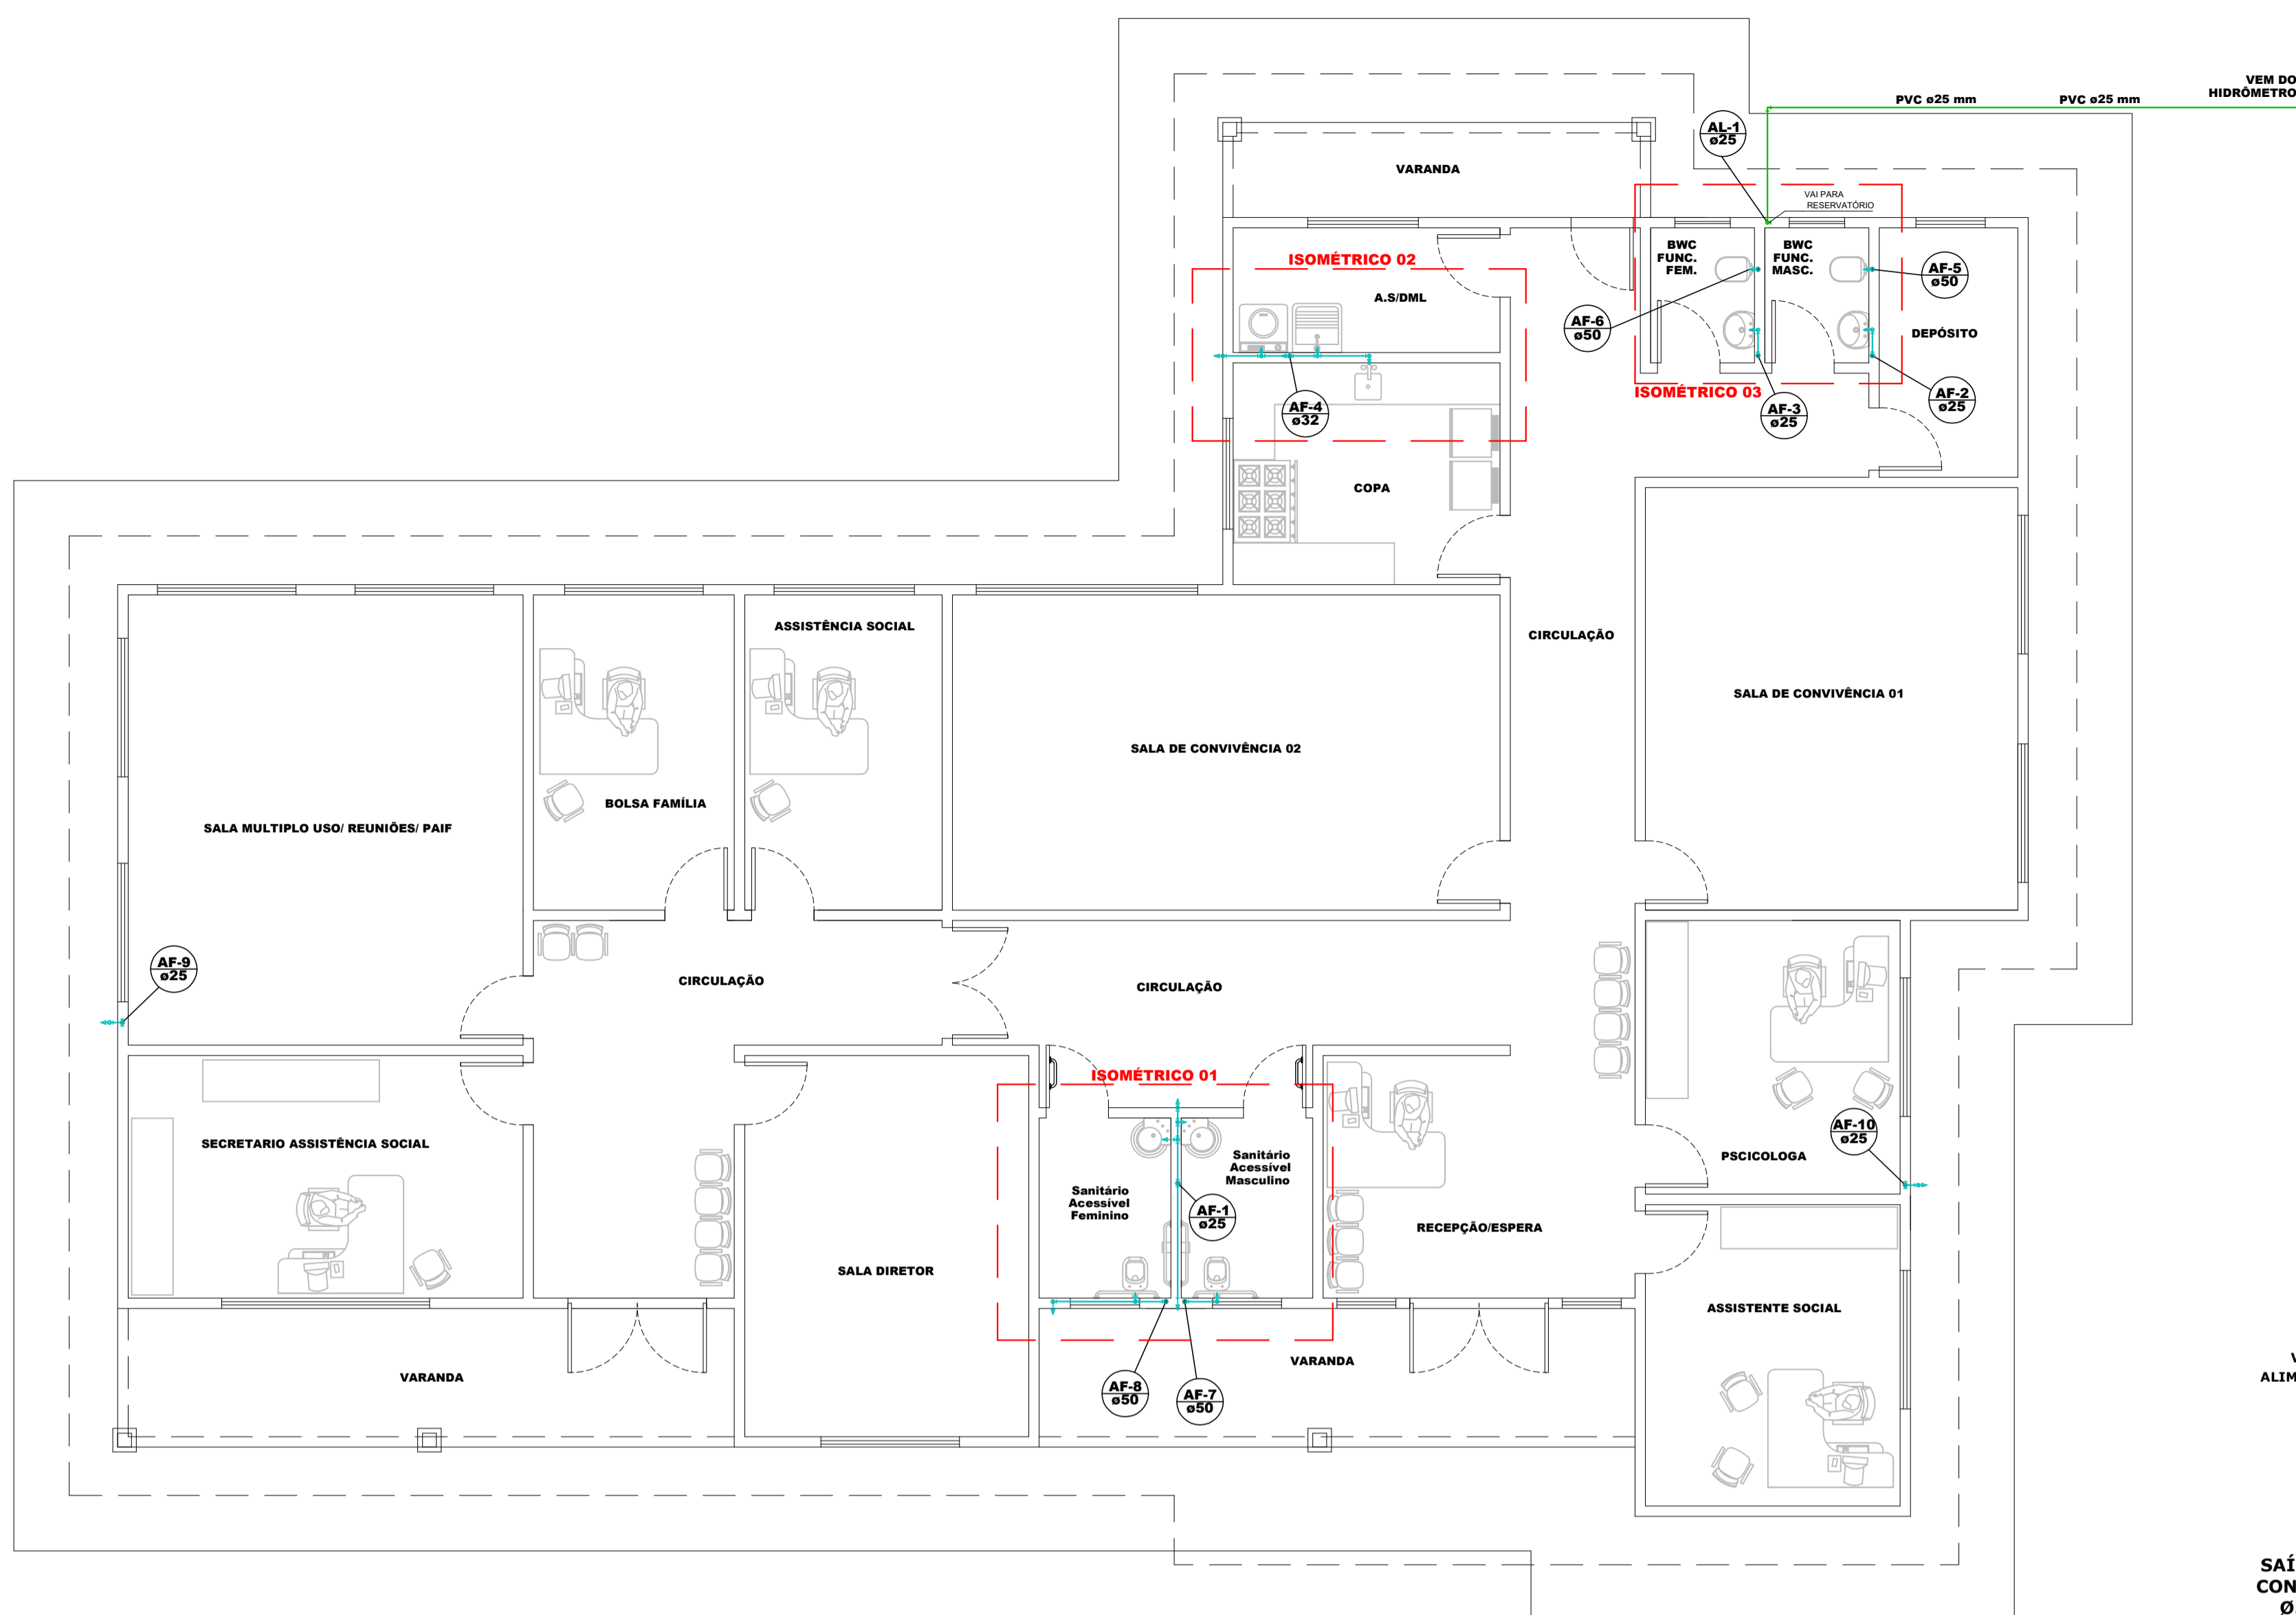 VEM DO
HIDRÔMETRO
PVC ø25 mm
PVC ø25 mm
AL-1
ø25
VARANDA
VAI PARA
RESERVATÓRIO
BWC
FUNC.
FEM.
BWC
FUNC.
MASC.
ISOMÉTRICO 02
AF-5
ø50
A.S/DML
AF-6
ø50
DEPÓSITO
ISOMÉTRICO 03
AF-2
ø25
AF-4
ø32
AF-3
ø25
COPA
ASSISTÊNCIA SOCIAL
CIRCULAÇÃO
SALA DE CONVIVÊNCIA 01
SALA DE CONVIVÊNCIA 02
BOLSA FAMÍLIA
SALA MULTIPLO USO/ REUNIÕES/ PAIF
AF-9
ø25
CIRCULAÇÃO
CIRCULAÇÃO
ISOMÉTRICO 01
AF-10
ø25
SECRETARIO ASSISTÊNCIA SOCIAL
Sanitário
Acessível
Masculino
PSCICOLOGA
Sanitário
Acessível
Feminino
AF-1
ø25
RECEPÇÃO/ESPERA
SALA DIRETOR
ASSISTENTE SOCIAL
VARANDA
VARANDA
AF-8
ø50
AF-7
ø50
ALIM
SAÍ
CON
Ø